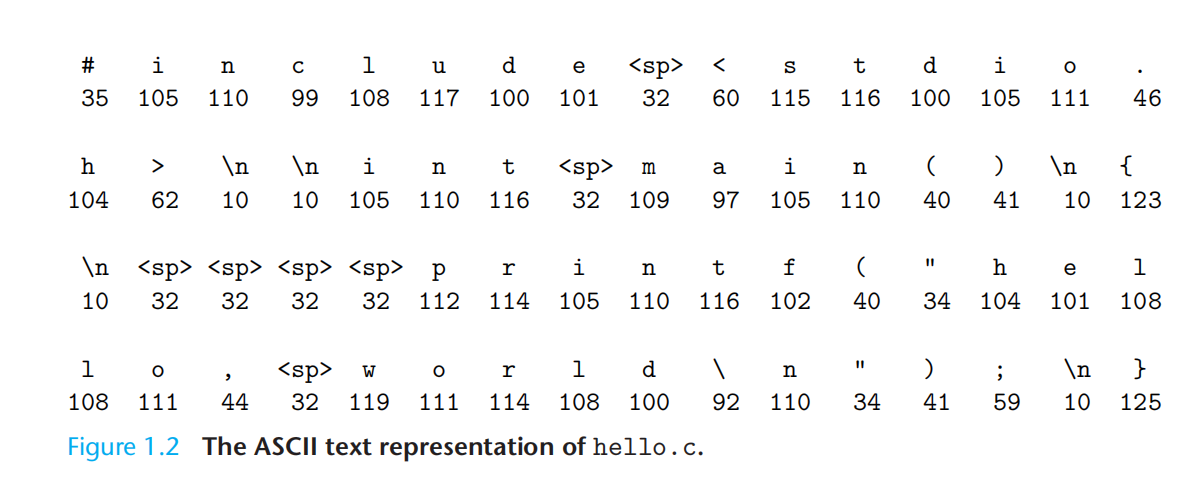 # i n c l u d e <sp> < s t d i o .
35 105 110 99 108 117 100 101 32 60 115 116 100 105 111 46
h > \n \n i n t <sp> m a i n ( ) \n {
104 62 10 10 105 110 116 32 109 97 105 110 40 41 10 123
\n <sp> <sp> <sp> <sp> p r i n t f ( " h e l
10 32 32 32 32 112 114 105 110 116 102 40 34 104 101 108
l o , <sp> w o r l d \ n " ) ; \n }
108 111 44 32 119 111 114 108 100 92 110 34 41 59 10 125
Figure 1.2 The ASCII text representation of hello.c.